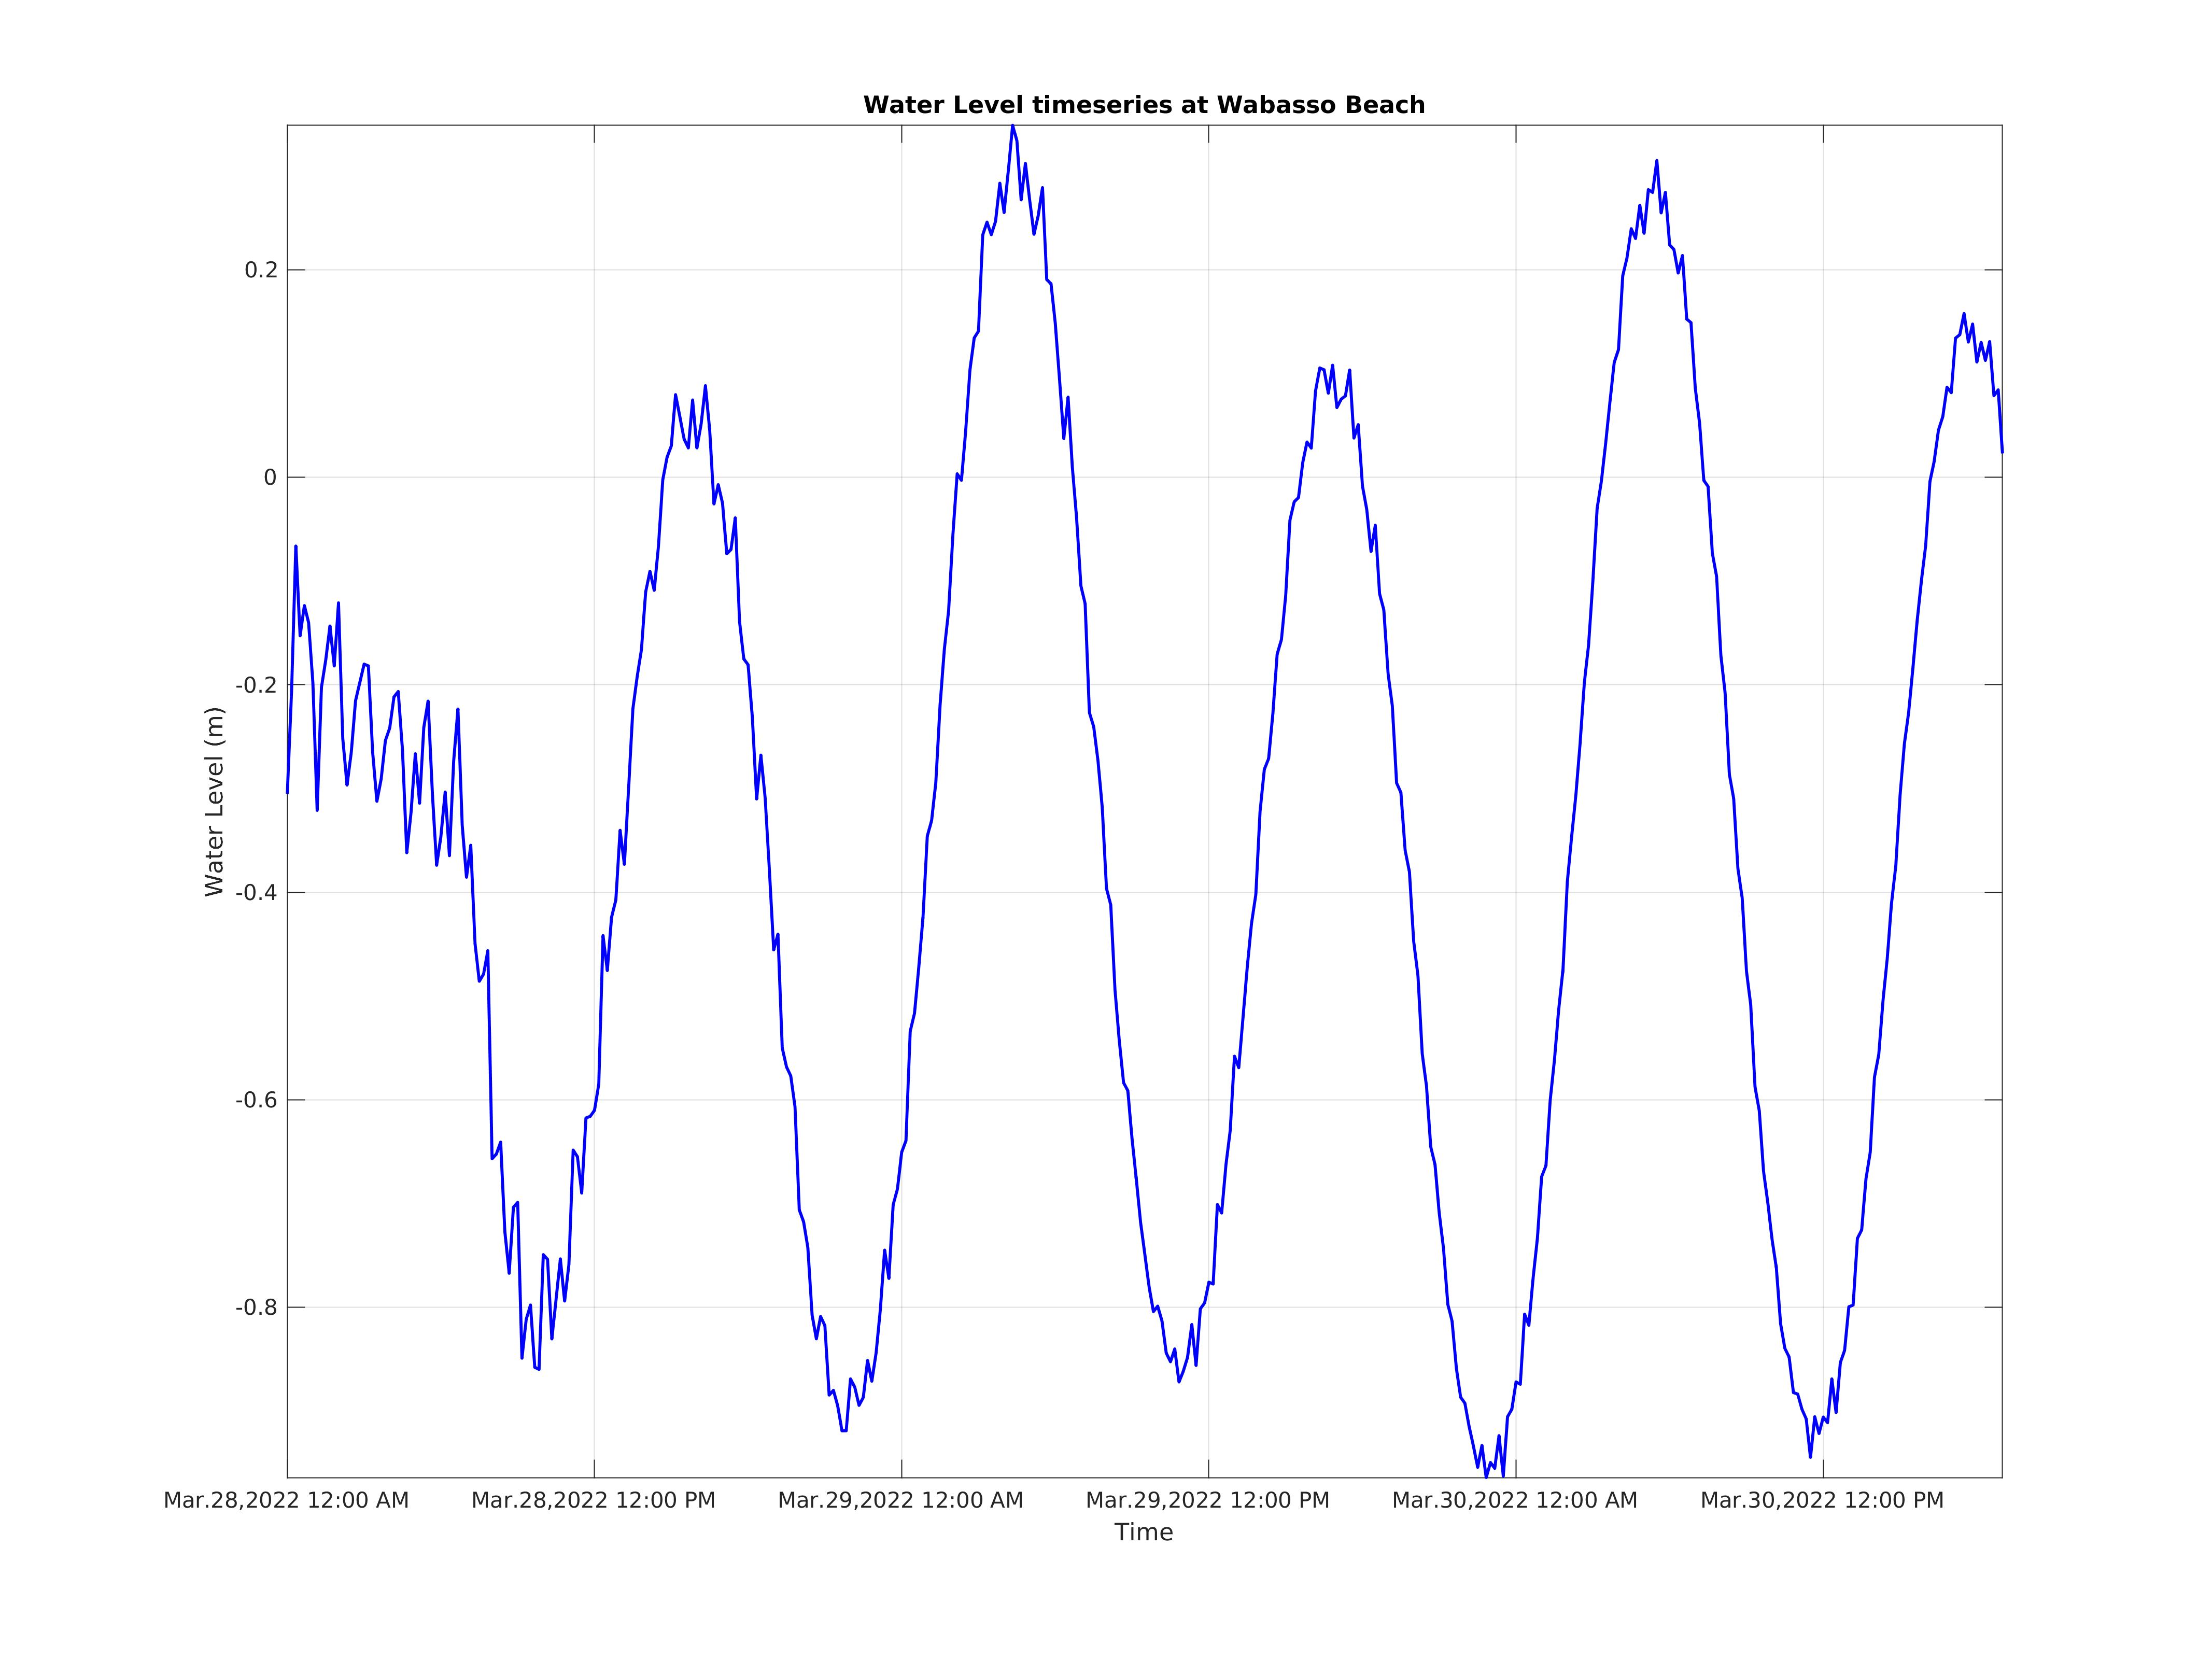 Water Level timeseries at Wabasso Beach
0.2
0
-0.2
-0.4
-0.6
-0.8
Water Level (m)
Mar.28,2022 12:00 AM Mar.28,2022 12:00 PM Mar.29,2022 12:00 AM Mar.29,2022 12:00 PM Mar.30,2022 12:00 AM Mar.30,2022 12:00 PM
Time